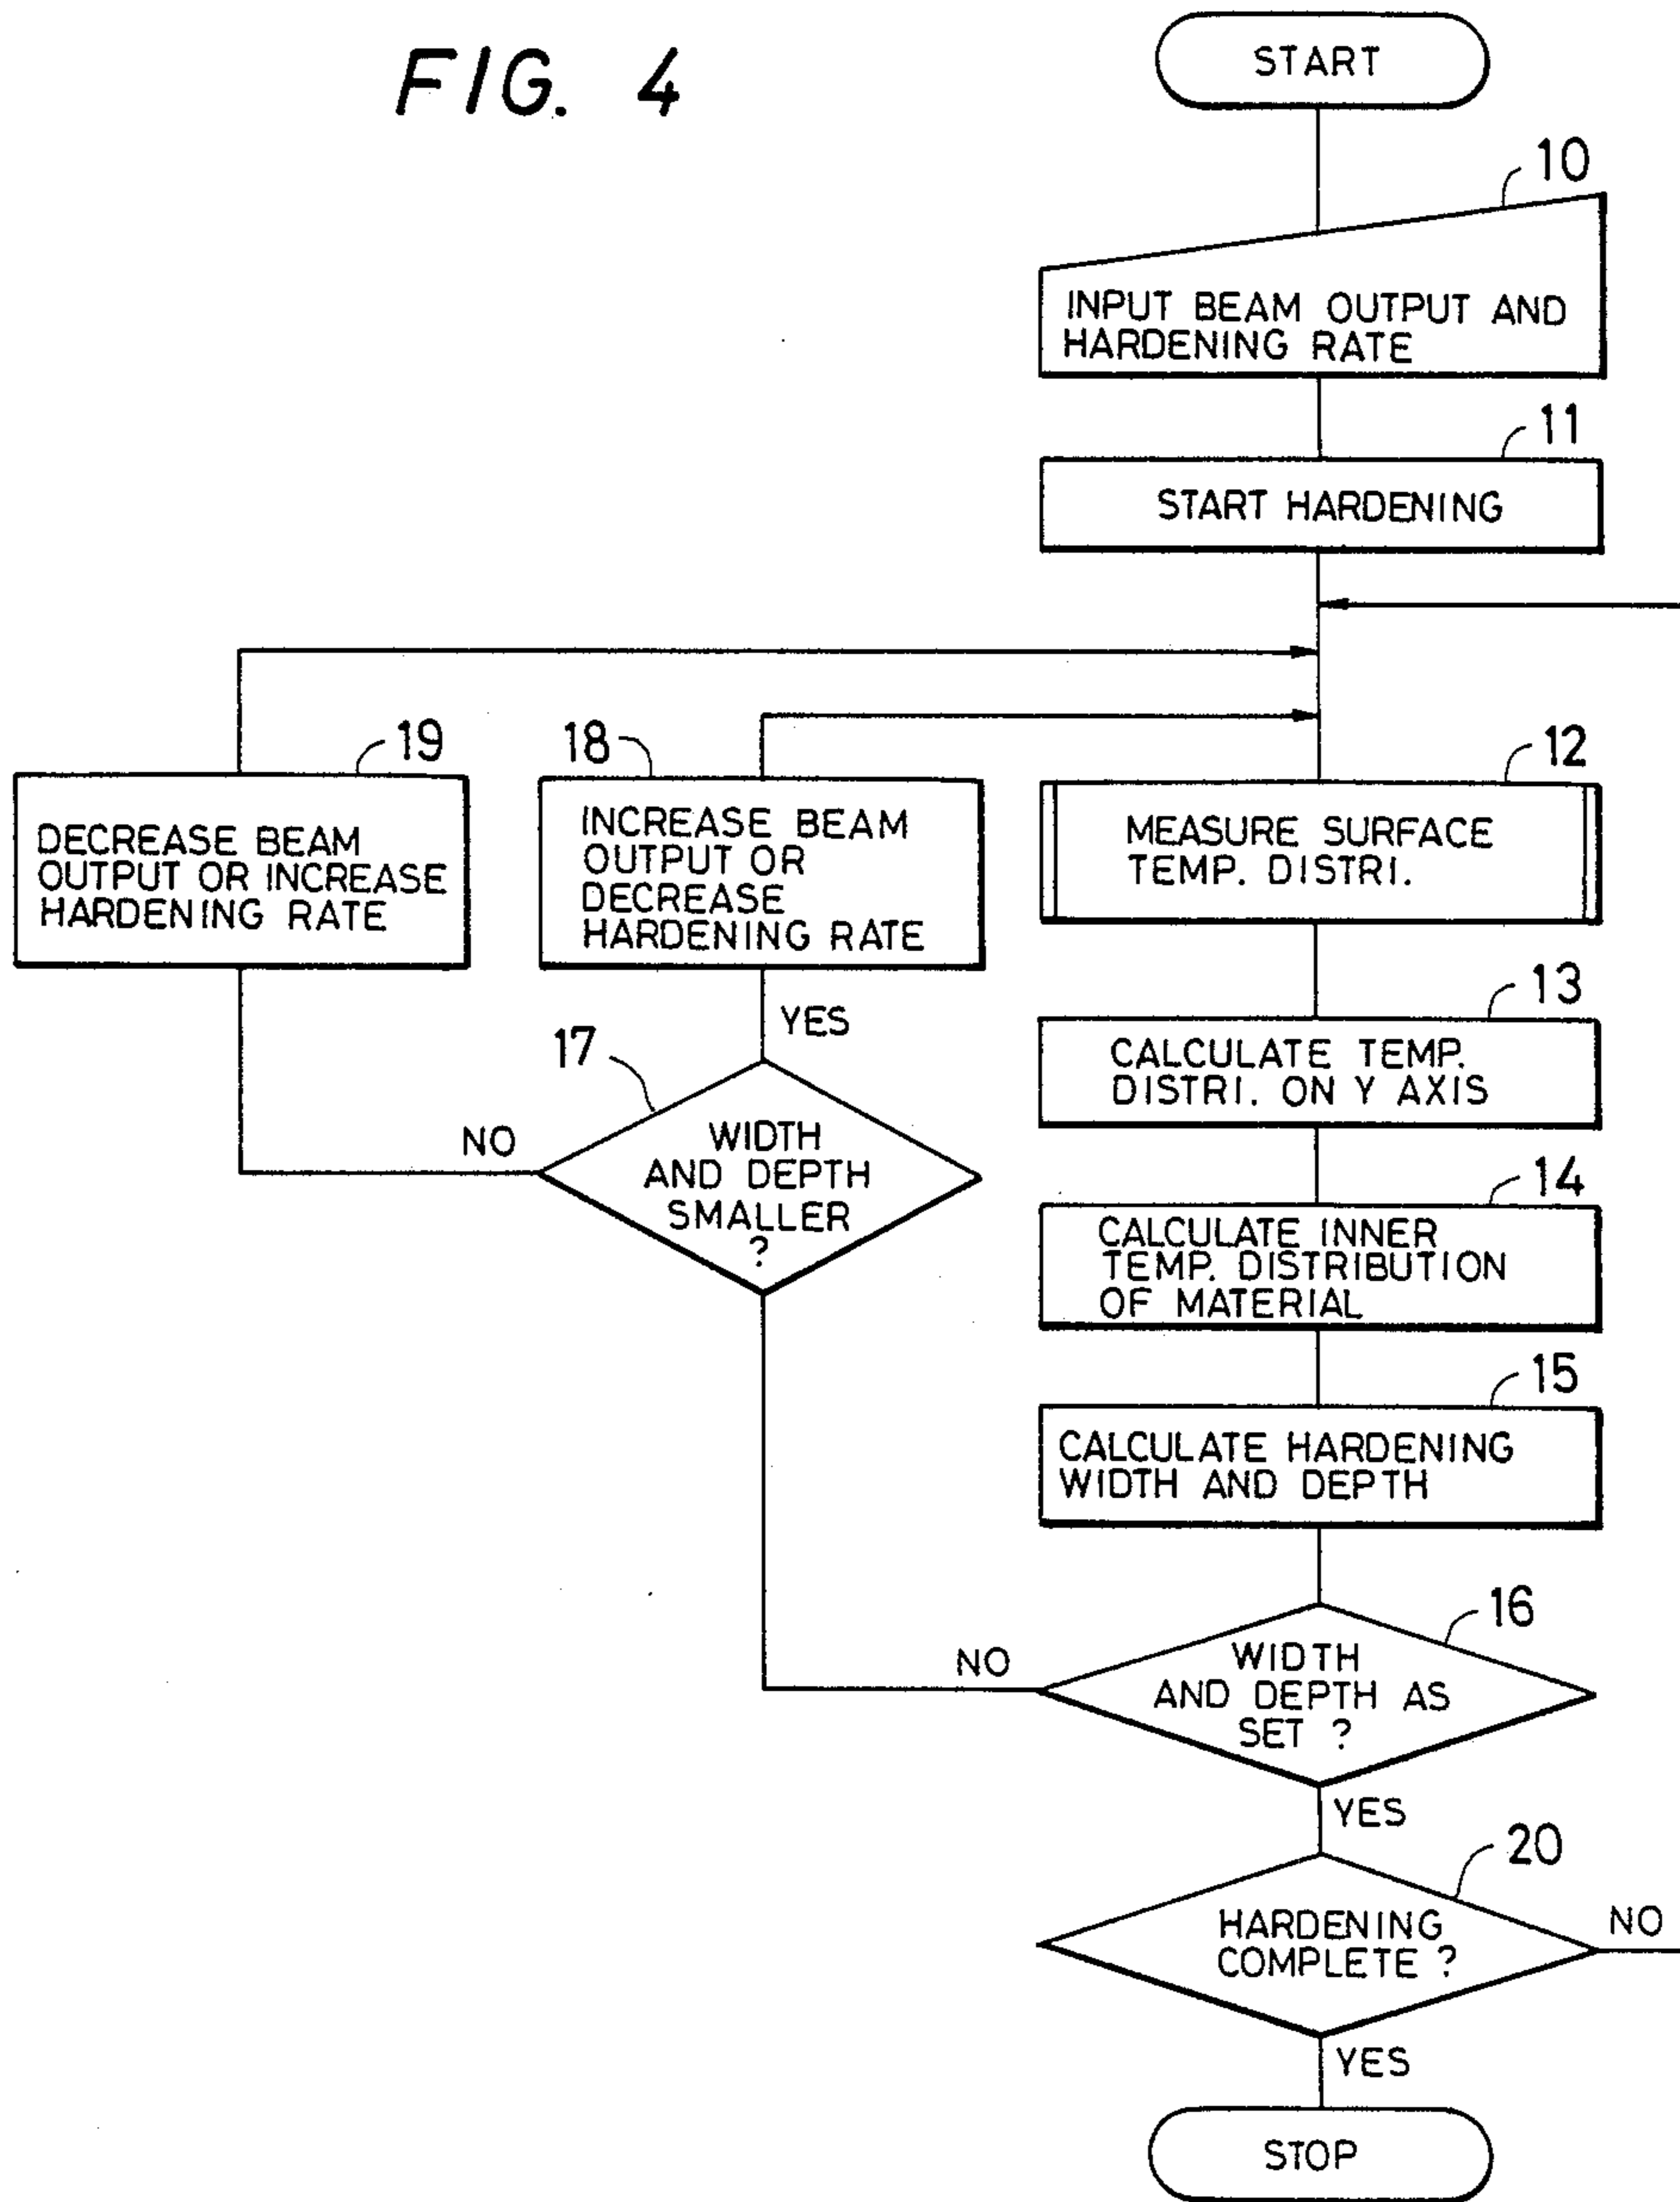 FIG. 4
START
10
INPUT BEAM OUTPUT AND
HARDENING RATE
11
START HARDENING
19
DECREASE BEAM
OUTPUT OR INCREASE
HARDENING RATE
18
INCREASE BEAM
OUTPUT OR
DECREASE
HARDENING RATE
12
MEASURE SURFACE
TEMP. DISTRI.
13
CALCULATE TEMP.
DISTRI. ON Y AXIS
YES
17
WIDTH
AND DEPTH
SMALLER
?
NO
14
CALCULATE INNER
TEMP. DISTRIBUTION
OF MATERIAL
15
CALCULATE HARDENING
WIDTH AND DEPTH
16
WIDTH
AND DEPTH AS
SET ?
NO
YES
20
HARDENING
COMPLETE ?
NO
YES
STOP